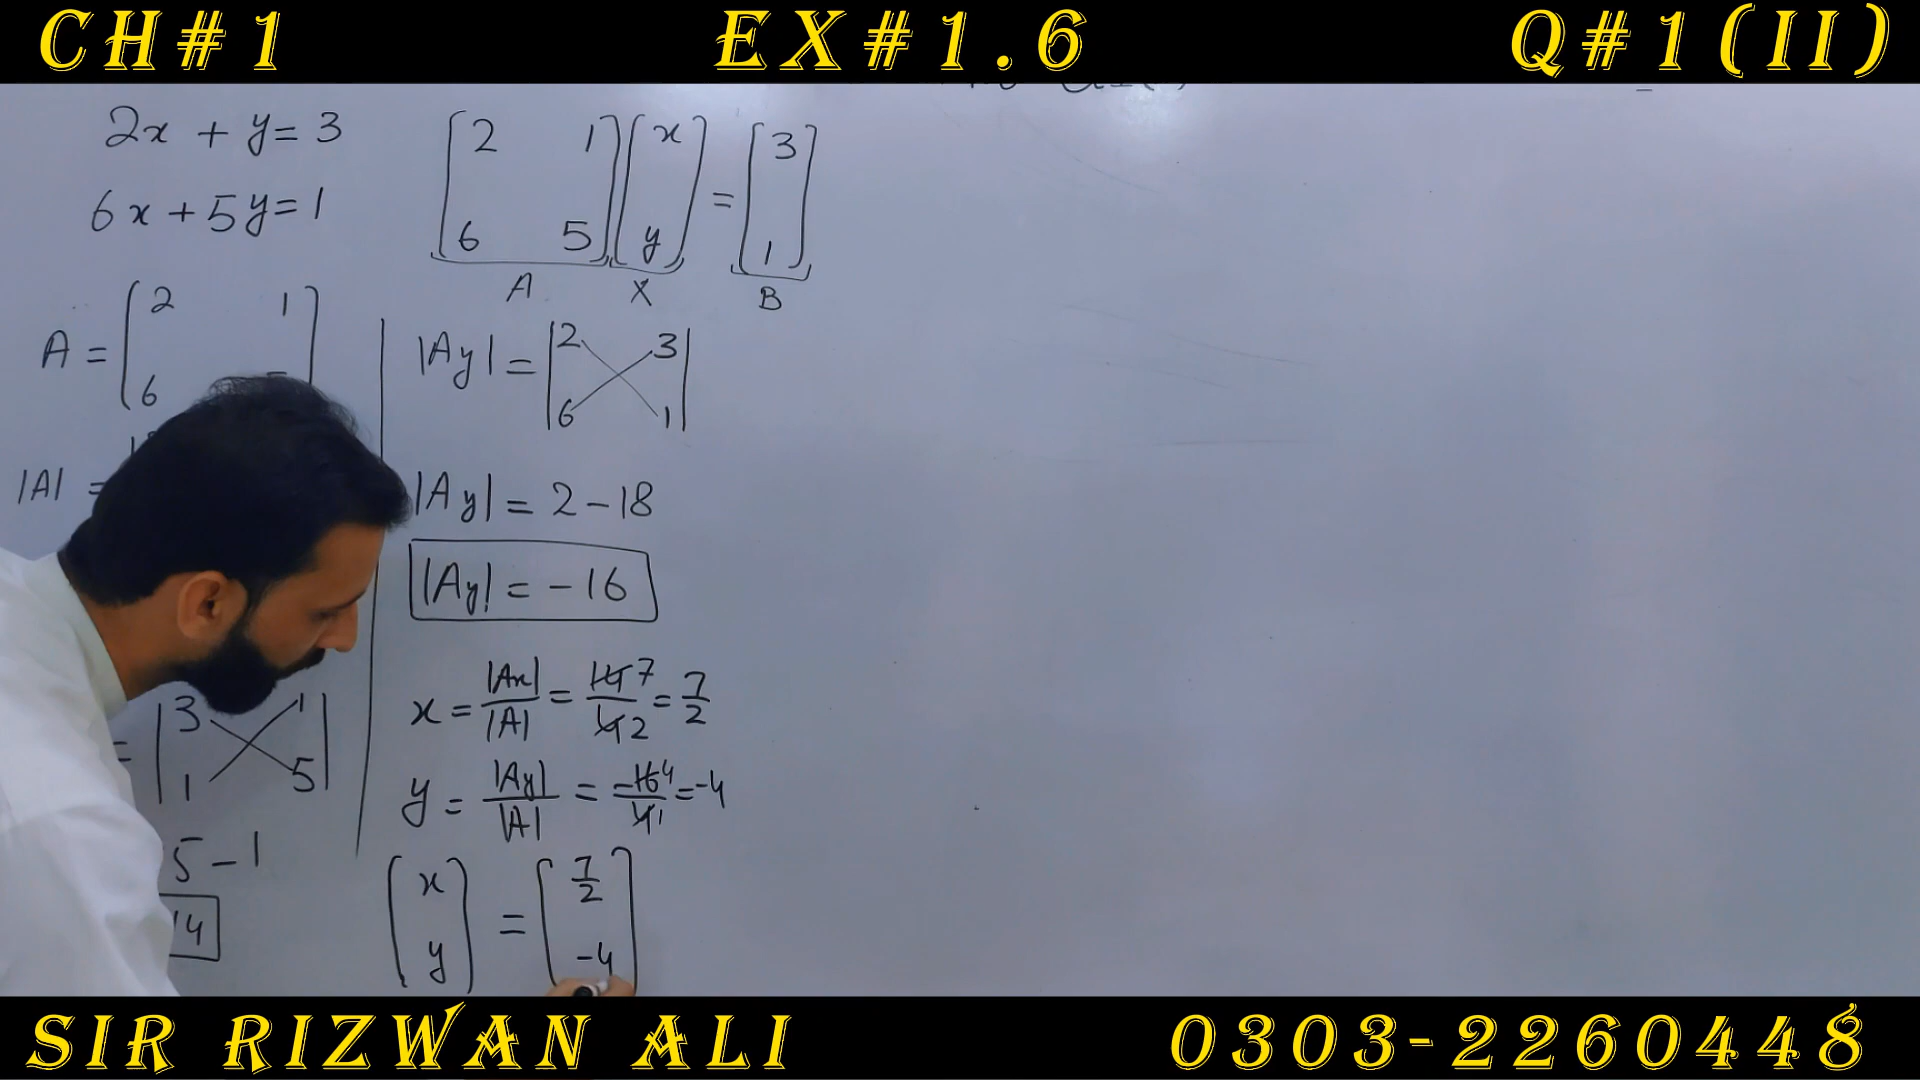 CH#1 EX#1.6 Q#1(II)
2x + y = 3
6x + 5y = 1
[2 1; 6 5] [x; y] = [3; 1]
A X B
A = [2 1; 6
|A| =
= |3 1; 1 5|
5 - 1
14
|Ay| = |2 3; 6 1|
|Ay| = 2 - 18
|Ay| = -16
x = |Ax|/|A| = 14 7/4 2 = 7/2
y = |Ay|/|A| = -16 4/4 1 = -4
[x; y] = [7/2; -4]
SIR RIZWAN ALI 0303-2260448